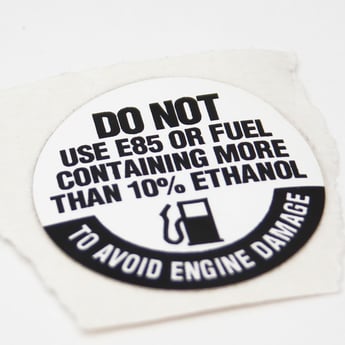 DO NOT
USE E85 OR FUEL
CONTAINING MORE
THAN 10% ETHANOL
TO AVOID ENGINE DAMAGE